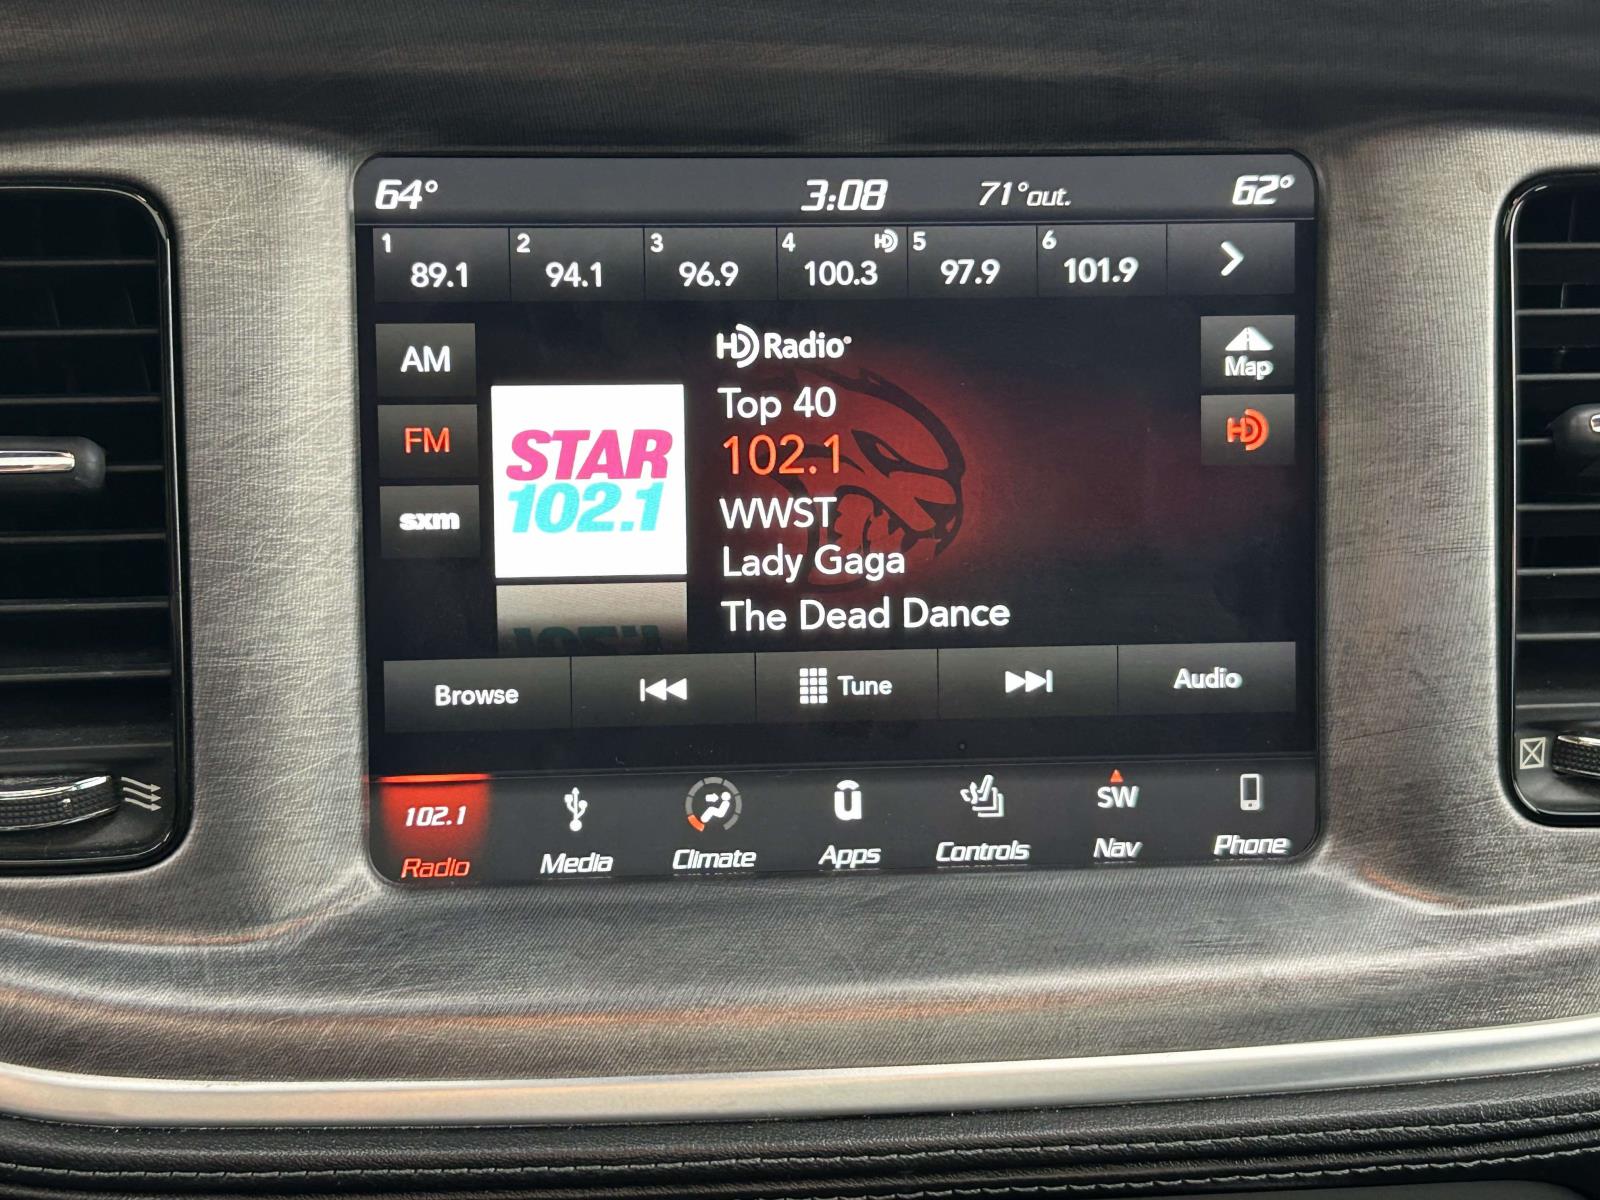 64° 3:08 71°out. 62°
1 2 3 4 HD 5 6
89.1 94.1 96.9 100.3 97.9 101.9
HD Radio
AM
Map
Top 40
FM
STAR
102.1
102.1
HD
sxm
WWST
Lady Gaga
The Dead Dance
Browse Tune Audio
102.1 SW
Radio Media Climate Apps Controls Nav Phone